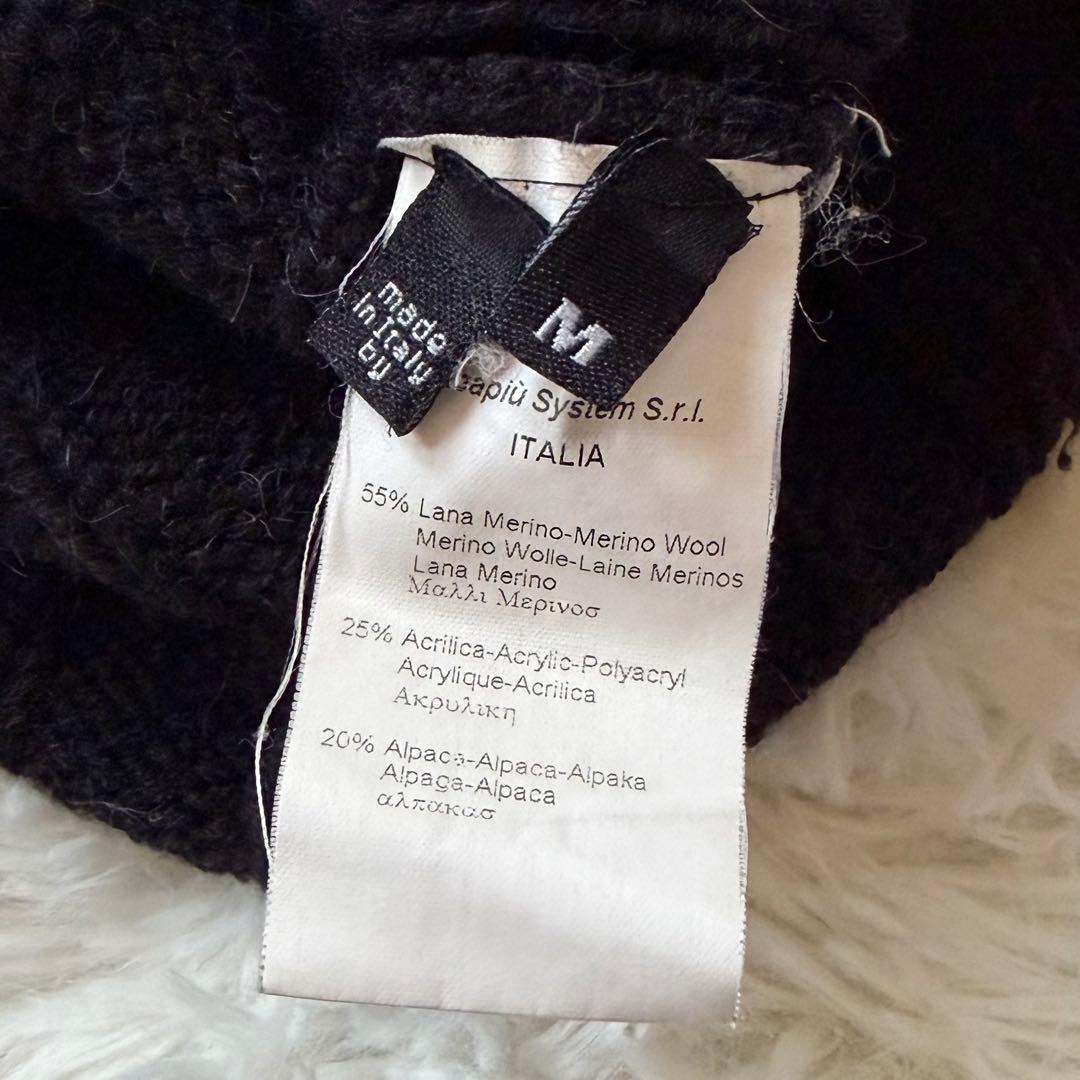 made
in Italy
by
M
System S.r.l.
ITALIA
55% Lana Merino-Merino Wool
Merino Wolle-Laine Merinos
Lana Merino
Μαλλι Μερινοσ
25% Acrilica-Acrylic-Polyacryl
Acrylique-Acrilica
Ακρυλικη
20% Alpaca-Alpaca-Alpaka
Alpaga-Alpaca
αλπακασ